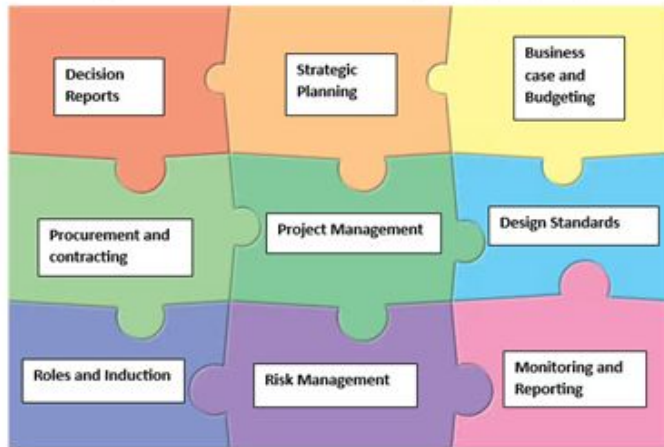 Decision
Reports
Strategic
Planning
Business
case and
Budgeting
Procurement and
contracting
Project Management
Design Standards
Roles and Induction
Risk Management
Monitoring and
Reporting